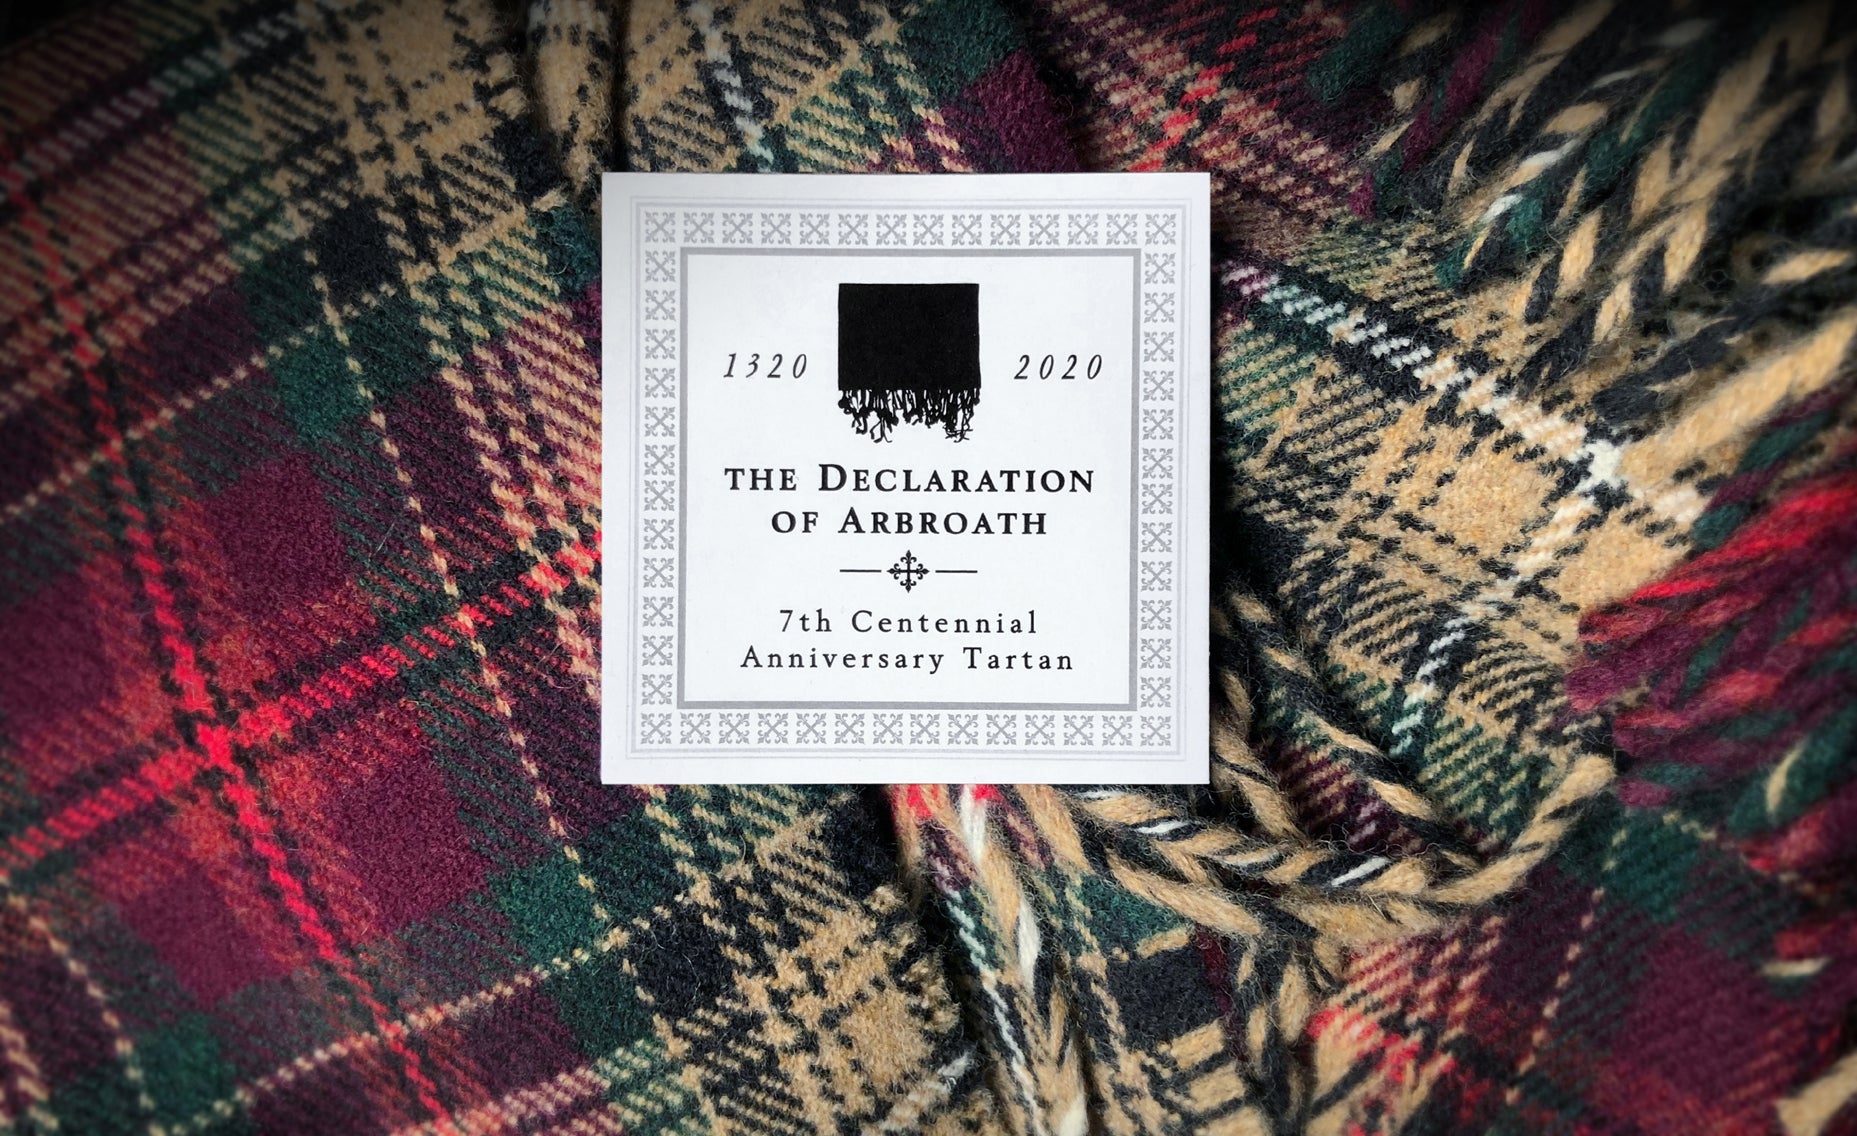 1320 2020
THE DECLARATION
OF ARBROATH
7th Centennial
Anniversary Tartan